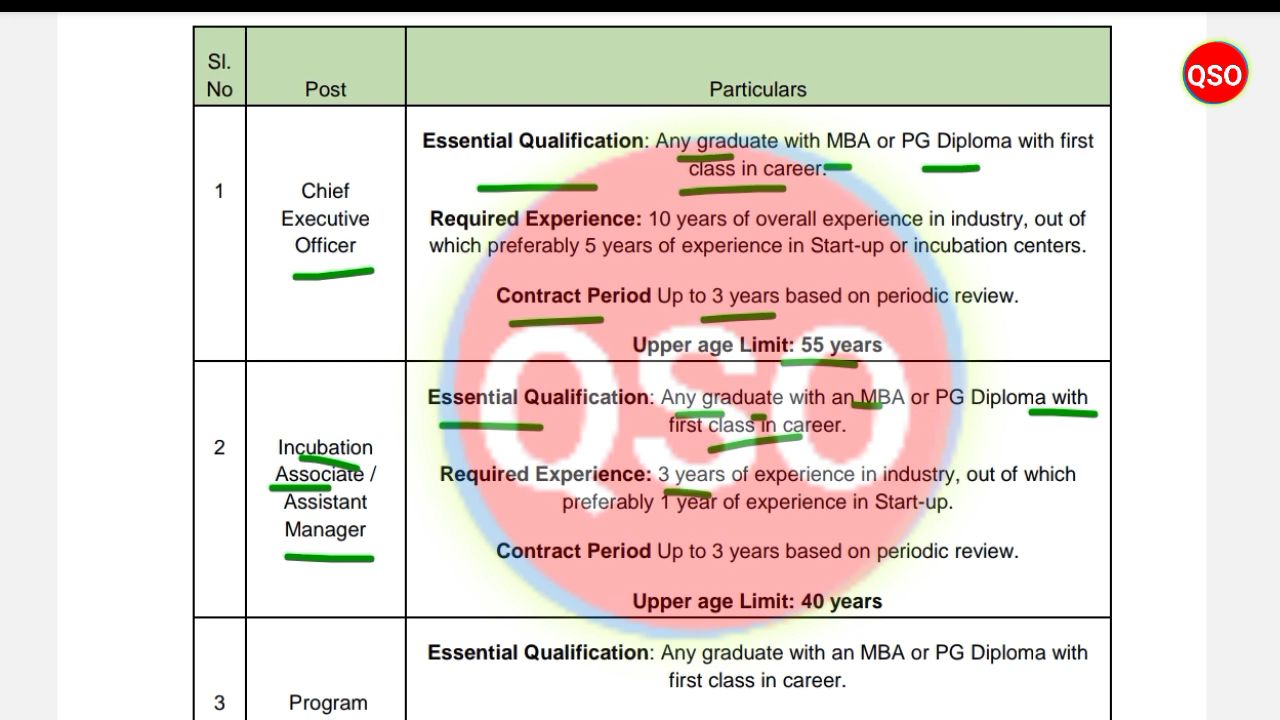 QSO
Sl.
No
Post
Particulars
1
Chief
Executive
Officer
Essential Qualification: Any graduate with MBA or PG Diploma with first
class in career.
Required Experience: 10 years of overall experience in industry, out of
which preferably 5 years of experience in Start-up or incubation centers.
Contract Period Up to 3 years based on periodic review.
Upper age Limit: 55 years
2
Incubation
Associate /
Assistant
Manager
Essential Qualification: Any graduate with an MBA or PG Diploma with
first class in career.
Required Experience: 3 years of experience in industry, out of which
preferably 1 year of experience in Start-up.
Contract Period Up to 3 years based on periodic review.
Upper age Limit: 40 years
QSO
3
Program
Essential Qualification: Any graduate with an MBA or PG Diploma with
first class in career.